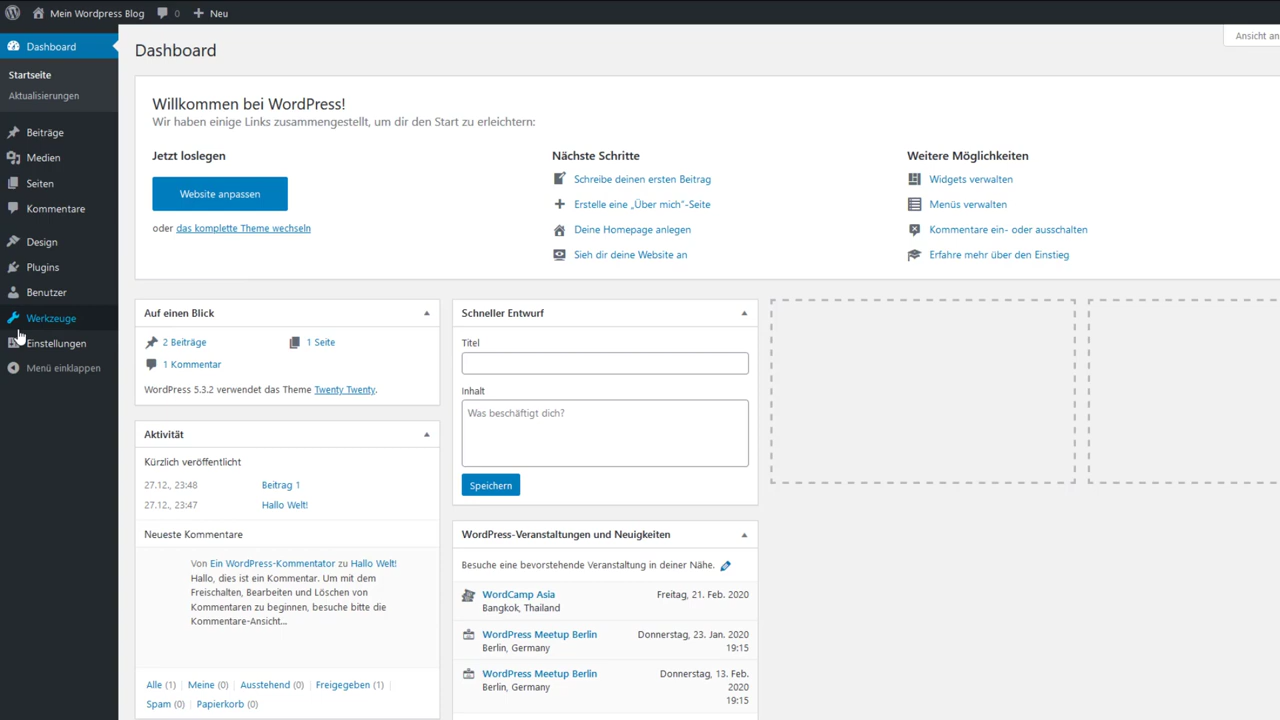 Mein Wordpress Blog 0 Neu
Dashboard
Startseite
Aktualisierungen
Beiträge
Medien
Seiten
Kommentare
Design
Plugins
Benutzer
Werkzeuge
Einstellungen
Menü einklappen
Ansicht an
Dashboard
Willkommen bei WordPress!
Wir haben einige Links zusammengestellt, um dir den Start zu erleichtern:
Jetzt loslegen
Website anpassen
oder das komplette Theme wechseln
Nächste Schritte
Schreibe deinen ersten Beitrag
Erstelle eine „Über mich“-Seite
Deine Homepage anlegen
Sieh dir deine Website an
Weitere Möglichkeiten
Widgets verwalten
Menüs verwalten
Kommentare ein- oder ausschalten
Erfahre mehr über den Einstieg
Auf einen Blick
2 Beiträge 1 Seite
1 Kommentar
WordPress 5.3.2 verwendet das Theme Twenty Twenty.
Aktivität
Kürzlich veröffentlicht
27.12., 23:48 Beitrag 1
27.12., 23:47 Hallo Welt!
Neueste Kommentare
Von Ein WordPress-Kommentator zu Hallo Welt!
Hallo, dies ist ein Kommentar. Um mit dem
Freischalten, Bearbeiten und Löschen von
Kommentaren zu beginnen, besuche bitte die
Kommentare-Ansicht...
Alle (1) | Meine (0) | Ausstehend (0) | Freigegeben (1) |
Spam (0) | Papierkorb (0)
Schneller Entwurf
Titel
Inhalt
Was beschäftigt dich?
Speichern
WordPress-Veranstaltungen und Neuigkeiten
Besuche eine bevorstehende Veranstaltung in deiner Nähe.
WordCamp Asia Freitag, 21. Feb. 2020
Bangkok, Thailand
WordPress Meetup Berlin Donnerstag, 23. Jan. 2020
Berlin, Germany 19:15
WordPress Meetup Berlin Donnerstag, 13. Feb.
Berlin, Germany 2020
19:15